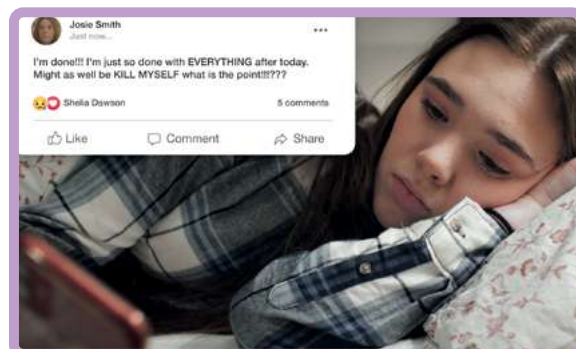 Josie Smith
Just now...
I'm done!!! I'm just so done with EVERYTHING after today.
Might as well be KILL MYSELF what is the point!!!???
Shelia Dawson 5 comments
Like Comment Share